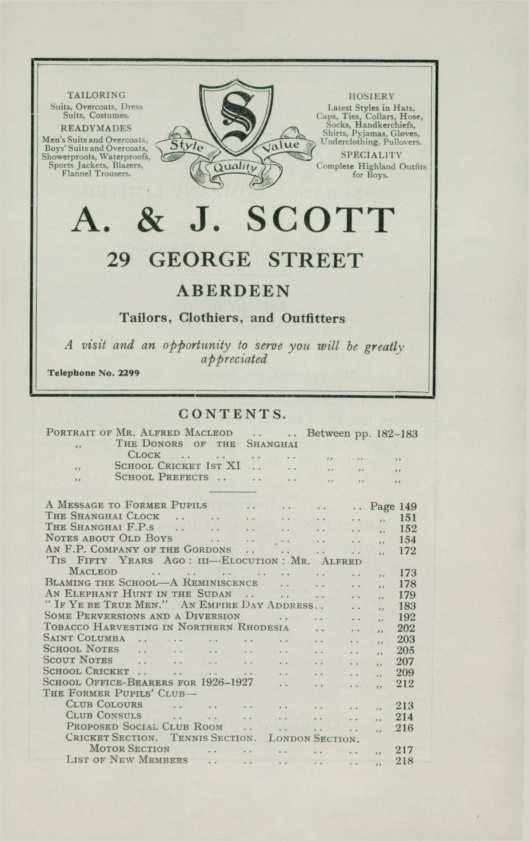 TAILORING
Suits, Overcoats, Dress
Suits, Costumes.
READYMADES
Men's Suits and Overcoats,
Boys' Suits and Overcoats,
Showerproofs, Waterproofs,
Sports Jackets, Blazers,
Flannel Trousers.
S
Style
Quality
Value
HOSIERY
Latest Styles in Hats,
Caps, Ties, Collars, Hose,
Socks, Handkerchiefs,
Shirts, Pyjamas, Gloves,
Underclothing, Pullovers.
SPECIALITY
Complete Highland Outfits
for Boys.
A. & J. SCOTT
29 GEORGE STREET
ABERDEEN
Tailors, Clothiers, and Outfitters
A visit and an opportunity to serve you will be greatly
appreciated
Telephone No. 2299
CONTENTS.
PORTRAIT OF MR. ALFRED MACLEOD .. .. Between pp. 182-183
,, THE DONORS OF THE SHANGHAI
CLOCK .. .. .. .. ,, ,, ,,
,, SCHOOL CRICKET 1ST XI .. .. ,, ,, ,,
,, SCHOOL PREFECTS .. .. .. ,, ,, ,,
A MESSAGE TO FORMER PUPILS .. .. .. .. Page 149
THE SHANGHAI CLOCK .. .. .. .. .. .. ,, 151
THE SHANGHAI F.P.s .. .. .. .. .. .. ,, 152
NOTES ABOUT OLD BOYS .. .. .. .. .. ,, 154
AN F.P. COMPANY OF THE GORDONS .. .. .. .. ,, 172
'TIS FIFTY YEARS AGO : III—ELOCUTION : MR. ALFRED
MACLEOD .. .. .. .. .. .. .. ,, 173
BLAMING THE SCHOOL—A REMINISCENCE .. .. .. ,, 178
AN ELEPHANT HUNT IN THE SUDAN .. .. .. .. ,, 179
" IF YE BE TRUE MEN." AN EMPIRE DAY ADDRESS.. .. ,, 183
SOME PERVERSIONS AND A DIVERSION .. .. .. ,, 192
TOBACCO HARVESTING IN NORTHERN RHODESIA .. .. ,, 202
SAINT COLUMBA .. .. .. .. .. .. .. ,, 203
SCHOOL NOTES .. .. .. .. .. .. .. ,, 205
SCOUT NOTES .. .. .. .. .. .. .. ,, 207
SCHOOL CRICKET .. .. .. .. .. .. .. ,, 209
SCHOOL OFFICE-BEARERS FOR 1926-1927 .. .. .. ,, 212
THE FORMER PUPILS' CLUB—
CLUB COLOURS .. .. .. .. .. .. ,, 213
CLUB CONSULS .. .. .. .. .. .. ,, 214
PROPOSED SOCIAL CLUB ROOM .. .. .. .. ,, 216
CRICKET SECTION. TENNIS SECTION. LONDON SECTION.
MOTOR SECTION .. .. .. .. .. ,, 217
LIST OF NEW MEMBERS .. .. .. .. .. ,, 218